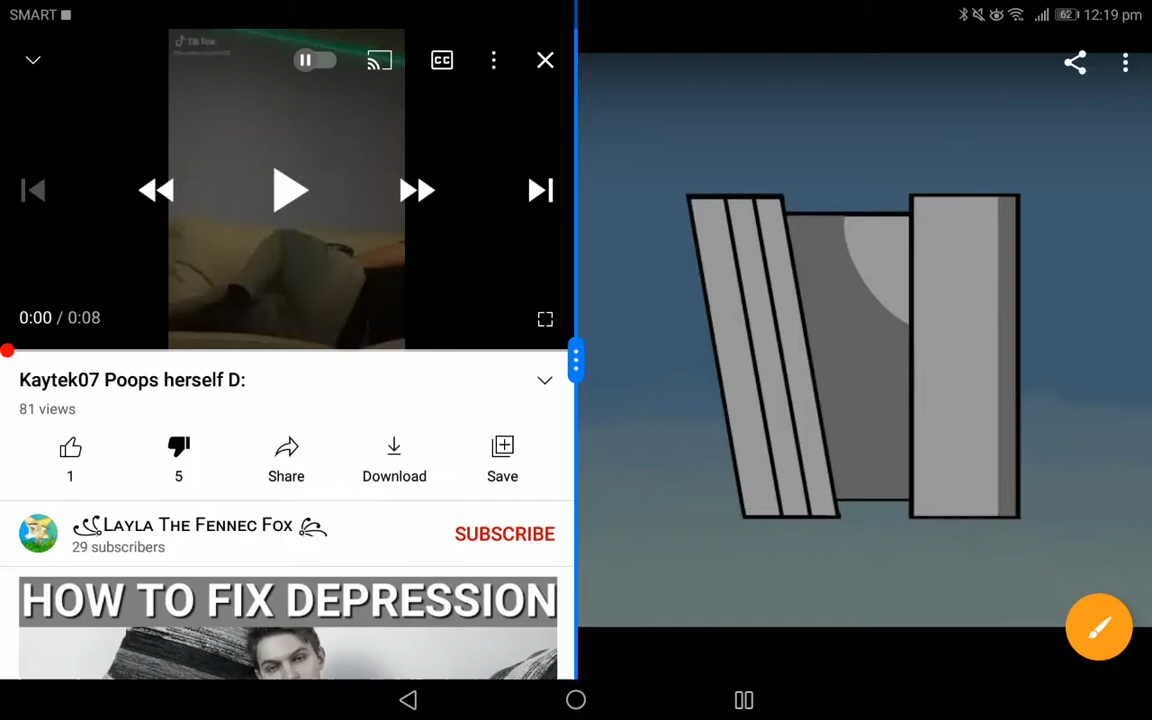 SMART
62 12:19 pm
CC
0:00 / 0:08
Kaytek07 Poops herself D:
81 views
1
5
Share
Download
Save
Layla The Fennec Fox
29 subscribers
SUBSCRIBE
HOW TO FIX DEPRESSION